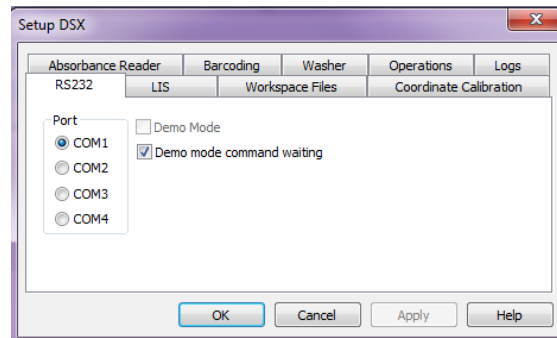 Setup DSX
Absorbance Reader Barcoding Washer Operations Logs
RS232 LIS Workspace Files Coordinate Calibration
Port
Demo Mode
COM1
Demo mode command waiting
COM2
COM3
COM4
OK Cancel Apply Help